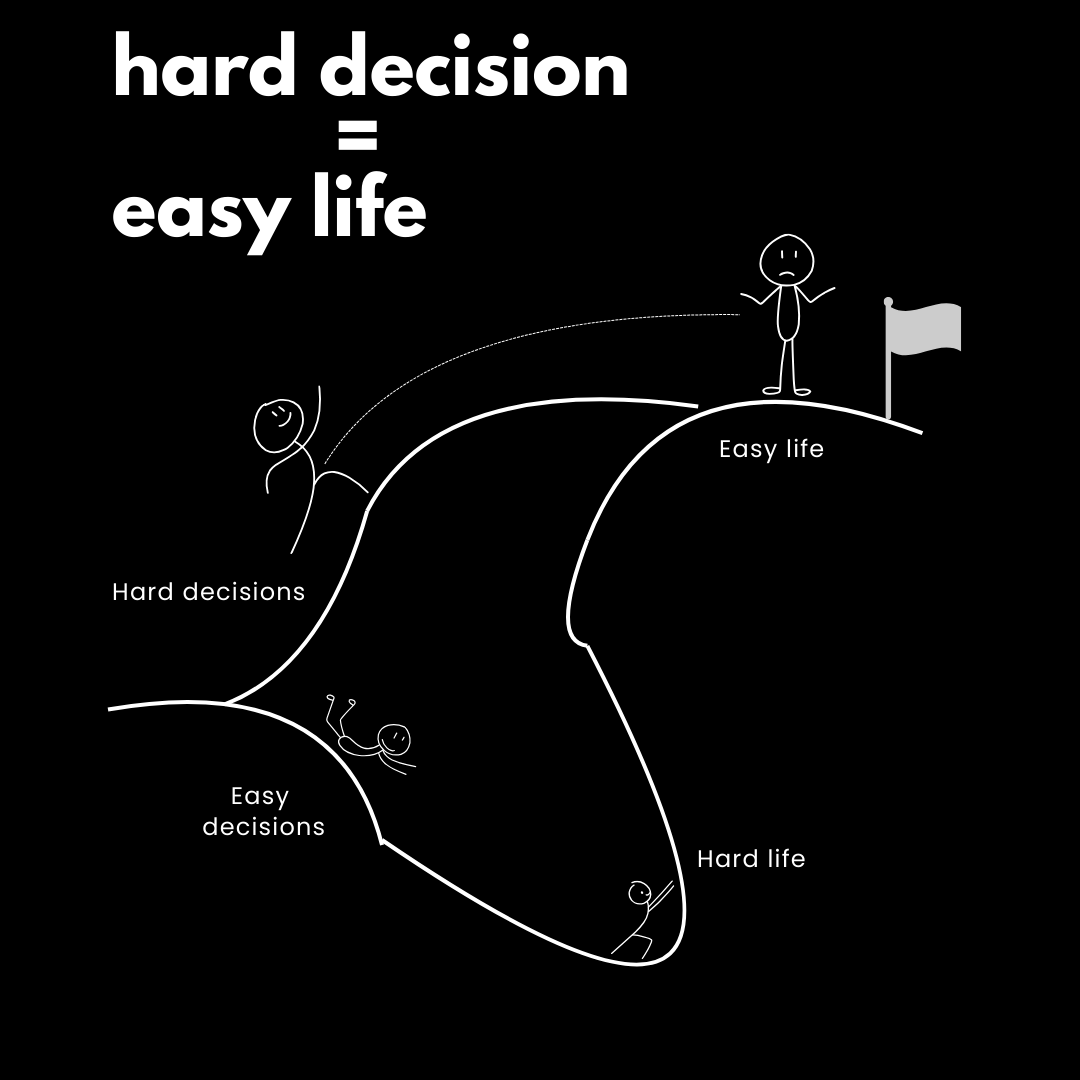 hard decision
=
easy life
Easy life
Hard decisions
Easy
decisions
Hard life